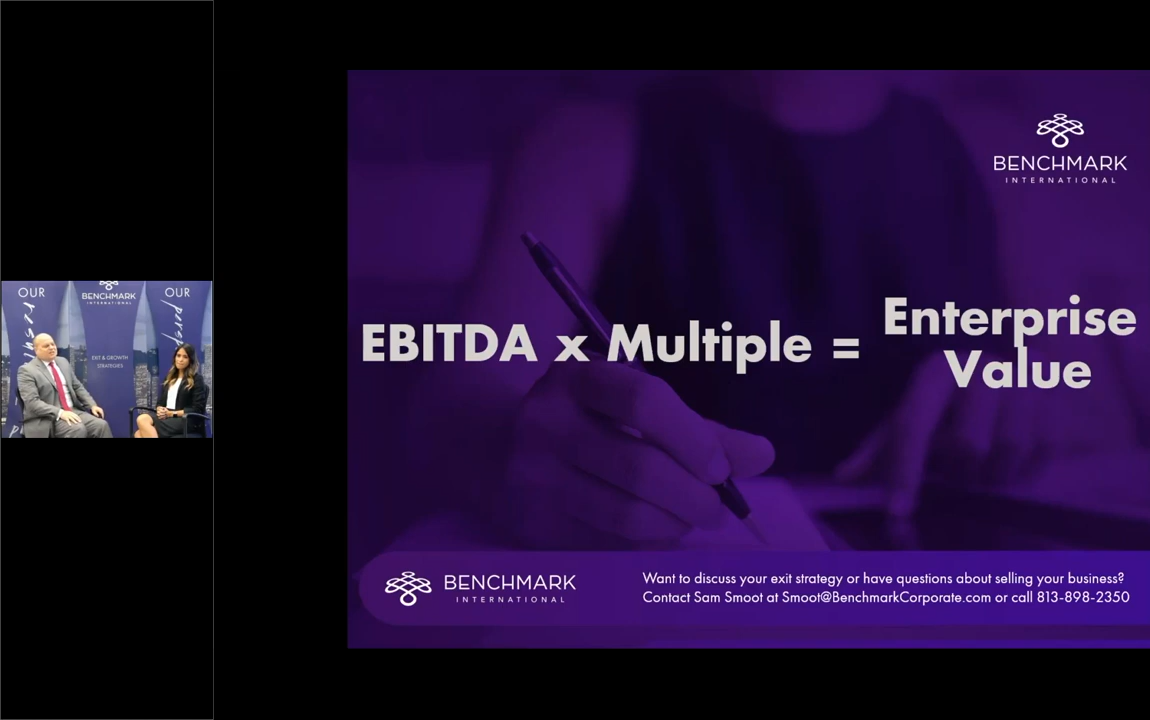 OUR
BENCHMARK
INTERNATIONAL
OUR
EXIT & GROWTH
STRATEGIES
BENCHMARK
INTERNATIONAL
EBITDA x Multiple = Enterprise
Value
BENCHMARK
INTERNATIONAL
Want to discuss your exit strategy or have questions about selling your business?
Contact Sam Smoot at Smoot@BenchmarkCorporate.com or call 813-898-2350